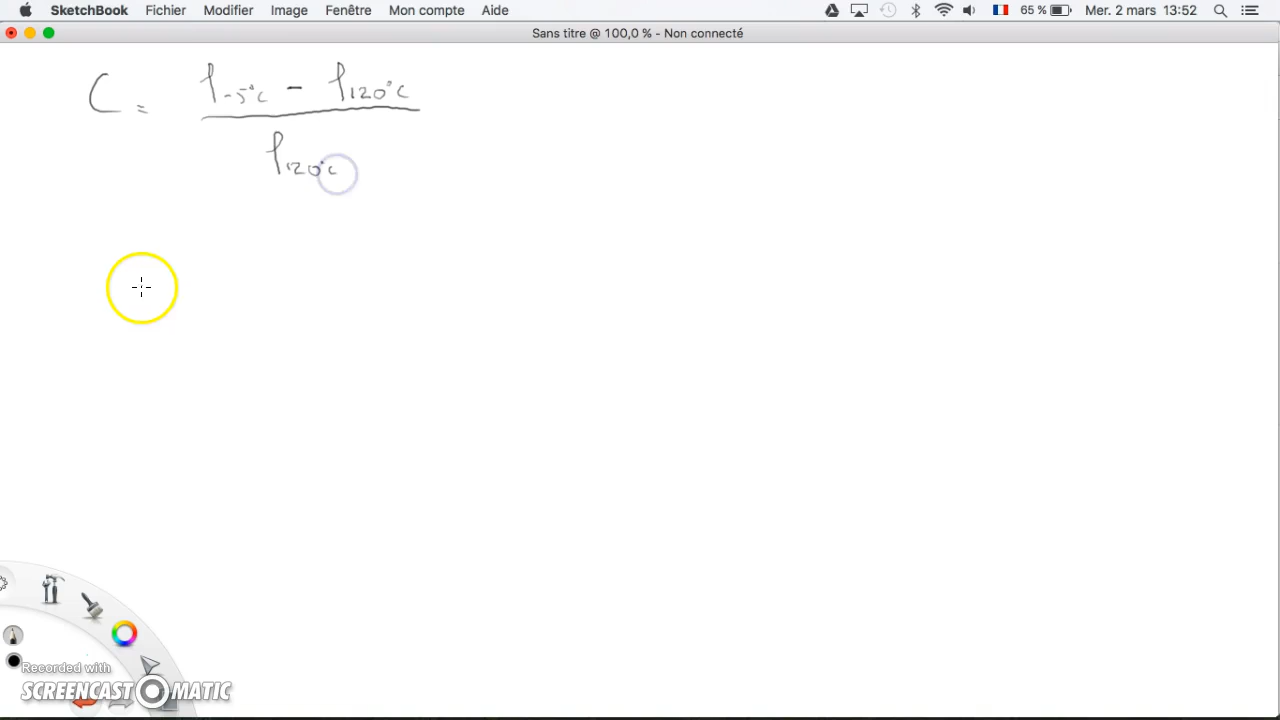 SketchBook Fichier Modifier Image Fenêtre Mon compte Aide 65 % Mer. 2 mars 13:52
Sans titre @ 100,0 % - Non connecté
C = ρ-5°C - ρ120°C
ρ120°C
Recorded with
SCREENCAST-O-MATIC